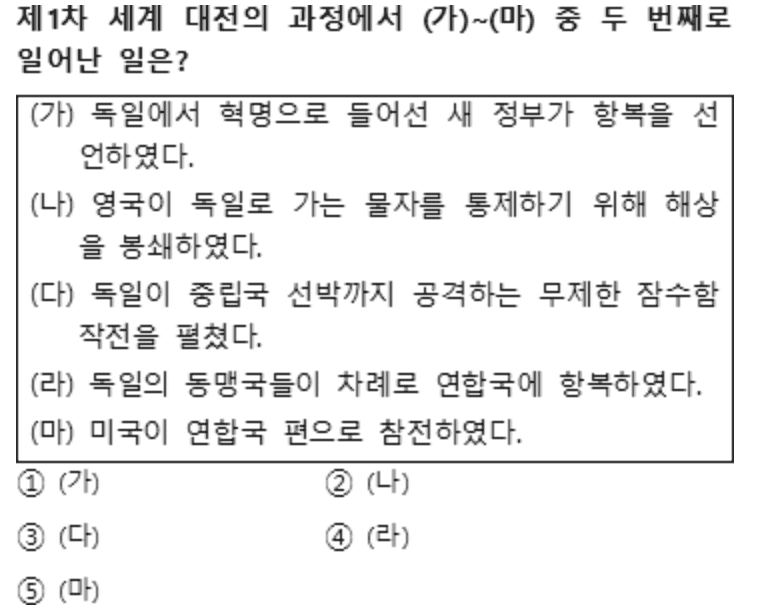 제1차 세계 대전의 과정에서 (가)~(마) 중 두 번째로
일어난 일은?
(가) 독일에서 혁명으로 들어선 새 정부가 항복을 선
언하였다.
(나) 영국이 독일로 가는 물자를 통제하기 위해 해상
을 봉쇄하였다.
(다) 독일이 중립국 선박까지 공격하는 무제한 잠수함
작전을 펼쳤다.
(라) 독일의 동맹국들이 차례로 연합국에 항복하였다.
(마) 미국이 연합국 편으로 참전하였다.
① (가) ② (나)
③ (다) ④ (라)
⑤ (마)